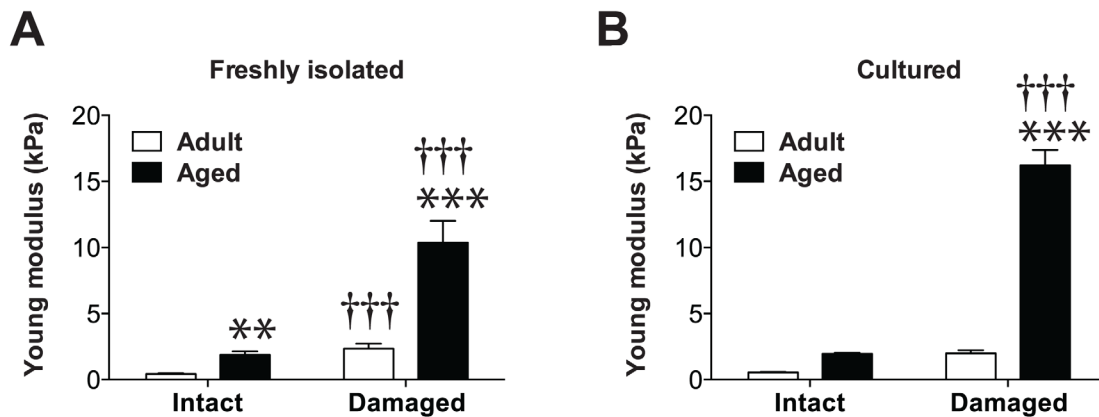 A
Freshly isolated
Young modulus (kPa)
20
15
10
5
0
Adult
Aged
**
†††
†††
***
Intact
Damaged
B
Cultured
Young modulus (kPa)
20
15
10
5
0
Adult
Aged
†††
***
Intact
Damaged